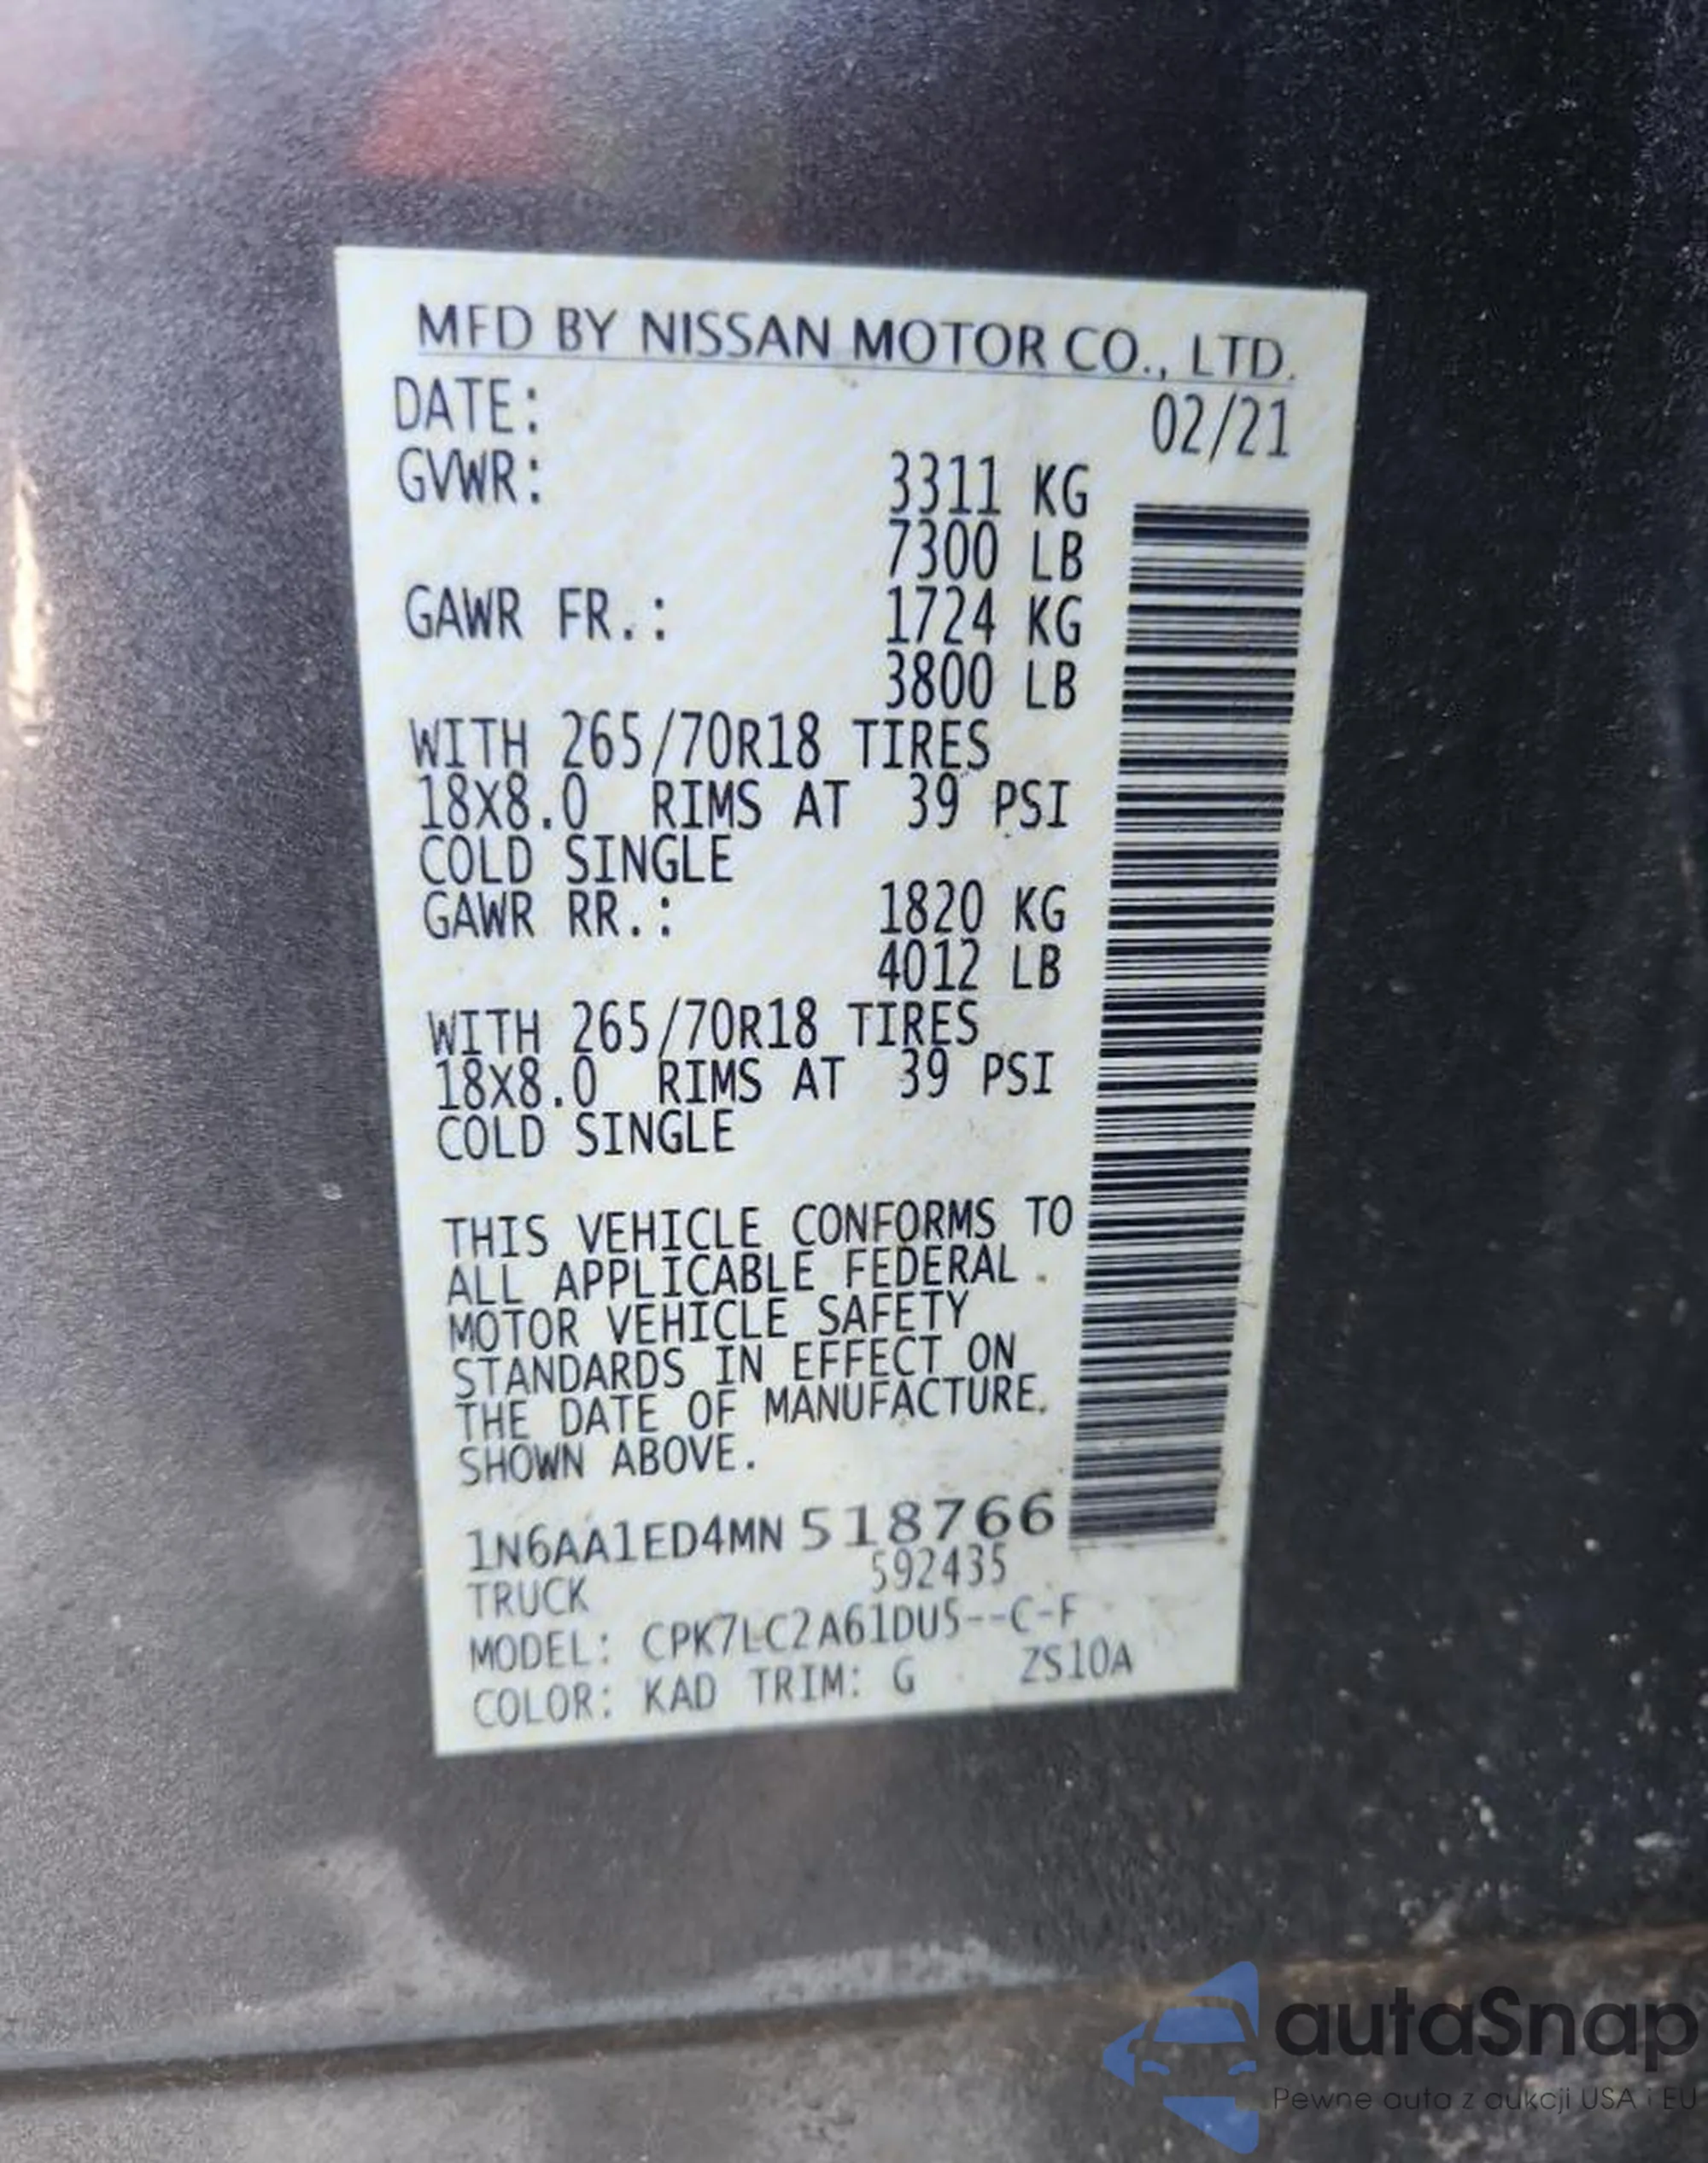 MFD BY NISSAN MOTOR CO., LTD.
DATE: 02/21
GVWR: 3311 KG
7300 LB
GAWR FR.: 1724 KG
3800 LB
WITH 265/70R18 TIRES
18X8.0 RIMS AT 39 PSI
COLD SINGLE
GAWR RR.: 1820 KG
4012 LB
WITH 265/70R18 TIRES
18X8.0 RIMS AT 39 PSI
COLD SINGLE
THIS VEHICLE CONFORMS TO
ALL APPLICABLE FEDERAL
MOTOR VEHICLE SAFETY
STANDARDS IN EFFECT ON
THE DATE OF MANUFACTURE
SHOWN ABOVE.
1N6AA1ED4MN518766
TRUCK 592435
MODEL: CPK7LC2A61DU5--C-F
COLOR: KAD TRIM: G ZS10A
autaSnap
Pewne auta z aukcji USA i EU